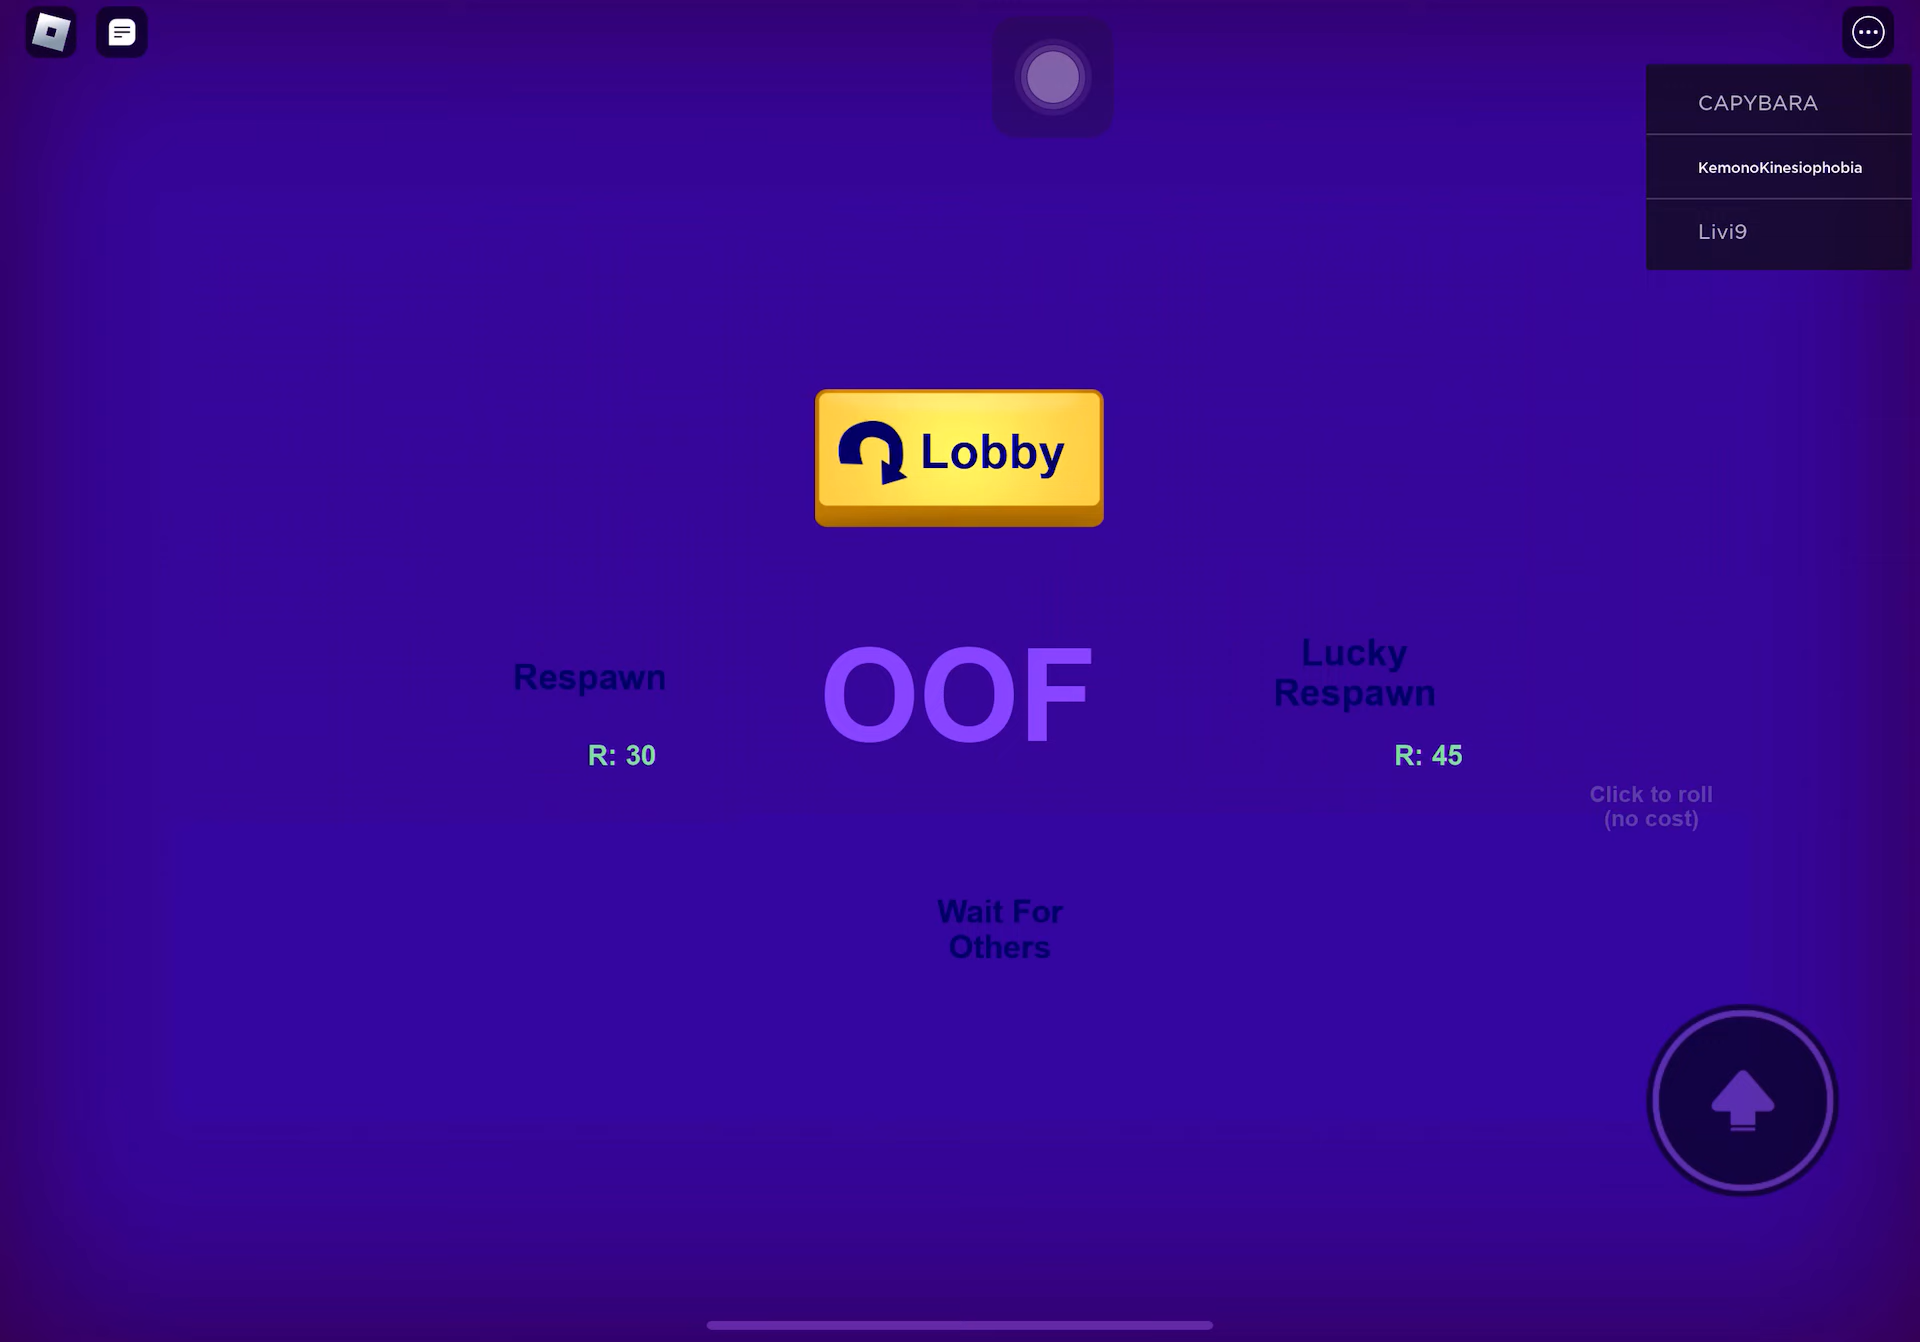 CAPYBARA
KemonoKinesiophobia
Livi9
Lobby
OOF
Respawn
R: 30
Lucky
Respawn
R: 45
Click to roll
(no cost)
Wait For
Others